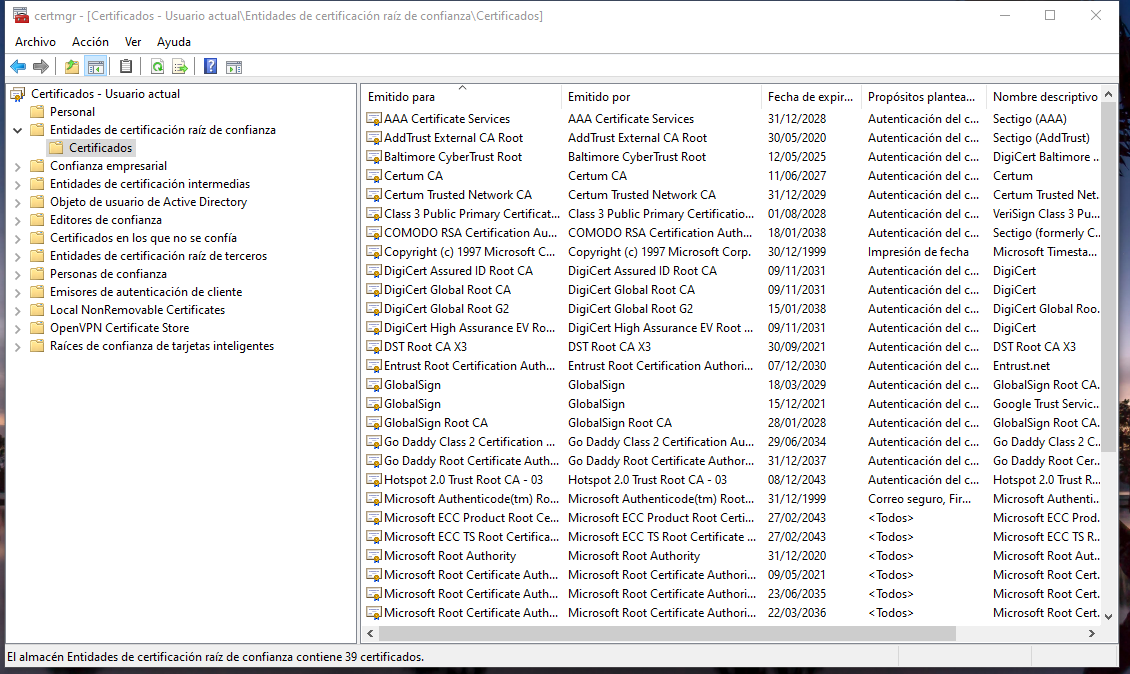 certmgr - [Certificados - Usuario actual\Entidades de certificación raíz de confianza\Certificados]
Archivo Acción Ver Ayuda
Certificados - Usuario actual
Personal
Entidades de certificación raíz de confianza
Certificados
Confianza empresarial
Entidades de certificación intermedias
Objeto de usuario de Active Directory
Editores de confianza
Certificados en los que no se confía
Entidades de certificación raíz de terceros
Personas de confianza
Emisores de autenticación de cliente
Local NonRemovable Certificates
OpenVPN Certificate Store
Raíces de confianza de tarjetas inteligentes
Emitido para Emitido por Fecha de expir... Propósitos plantea... Nombre descriptivo
AAA Certificate Services AAA Certificate Services 31/12/2028 Autenticación del c... Sectigo (AAA)
AddTrust External CA Root AddTrust External CA Root 30/05/2020 Autenticación del c... Sectigo (AddTrust)
Baltimore CyberTrust Root Baltimore CyberTrust Root 12/05/2025 Autenticación del c... DigiCert Baltimore ..
Certum CA Certum CA 11/06/2027 Autenticación del c... Certum
Certum Trusted Network CA Certum Trusted Network CA 31/12/2029 Autenticación del c... Certum Trusted Net.
Class 3 Public Primary Certificat... Class 3 Public Primary Certificatio... 01/08/2028 Autenticación del c... VeriSign Class 3 Pu...
COMODO RSA Certification Au... COMODO RSA Certification Auth... 18/01/2038 Autenticación del c... Sectigo (formerly C...
Copyright (c) 1997 Microsoft C... Copyright (c) 1997 Microsoft Corp. 30/12/1999 Impresión de fecha Microsoft Timesta...
DigiCert Assured ID Root CA DigiCert Assured ID Root CA 09/11/2031 Autenticación del c... DigiCert
DigiCert Global Root CA DigiCert Global Root CA 09/11/2031 Autenticación del c... DigiCert
DigiCert Global Root G2 DigiCert Global Root G2 15/01/2038 Autenticación del c... DigiCert Global Roo.
DigiCert High Assurance EV Ro... DigiCert High Assurance EV Root ... 09/11/2031 Autenticación del c... DigiCert
DST Root CA X3 DST Root CA X3 30/09/2021 Autenticación del c... DST Root CA X3
Entrust Root Certification Auth... Entrust Root Certification Authori... 07/12/2030 Autenticación del c... Entrust.net
GlobalSign GlobalSign 18/03/2029 Autenticación del c... GlobalSign Root CA.
GlobalSign GlobalSign 15/12/2021 Autenticación del c... Google Trust Servic...
GlobalSign Root CA GlobalSign Root CA 28/01/2028 Autenticación del c... GlobalSign Root CA.
Go Daddy Class 2 Certification ... Go Daddy Class 2 Certification Au... 29/06/2034 Autenticación del c... Go Daddy Class 2 C...
Go Daddy Root Certificate Auth... Go Daddy Root Certificate Author... 31/12/2037 Autenticación del c... Go Daddy Root Cer...
Hotspot 2.0 Trust Root CA - 03 Hotspot 2.0 Trust Root CA - 03 08/12/2043 Autenticación del c... Hotspot 2.0 Trust R...
Microsoft Authenticode(tm) Ro... Microsoft Authenticode(tm) Root... 31/12/1999 Correo seguro, Fir... Microsoft Authenti..
Microsoft ECC Product Root Ce... Microsoft ECC Product Root Certi... 27/02/2043 <Todos> Microsoft ECC Prod.
Microsoft ECC TS Root Certifica... Microsoft ECC TS Root Certificate ... 27/02/2043 <Todos> Microsoft ECC TS R..
Microsoft Root Authority Microsoft Root Authority 31/12/2020 <Todos> Microsoft Root Aut..
Microsoft Root Certificate Auth... Microsoft Root Certificate Authori... 09/05/2021 <Todos> Microsoft Root Cert.
Microsoft Root Certificate Auth... Microsoft Root Certificate Authori... 23/06/2035 <Todos> Microsoft Root Cert.
Microsoft Root Certificate Auth... Microsoft Root Certificate Authori... 22/03/2036 <Todos> Microsoft Root Cert.
El almacén Entidades de certificación raíz de confianza contiene 39 certificados.